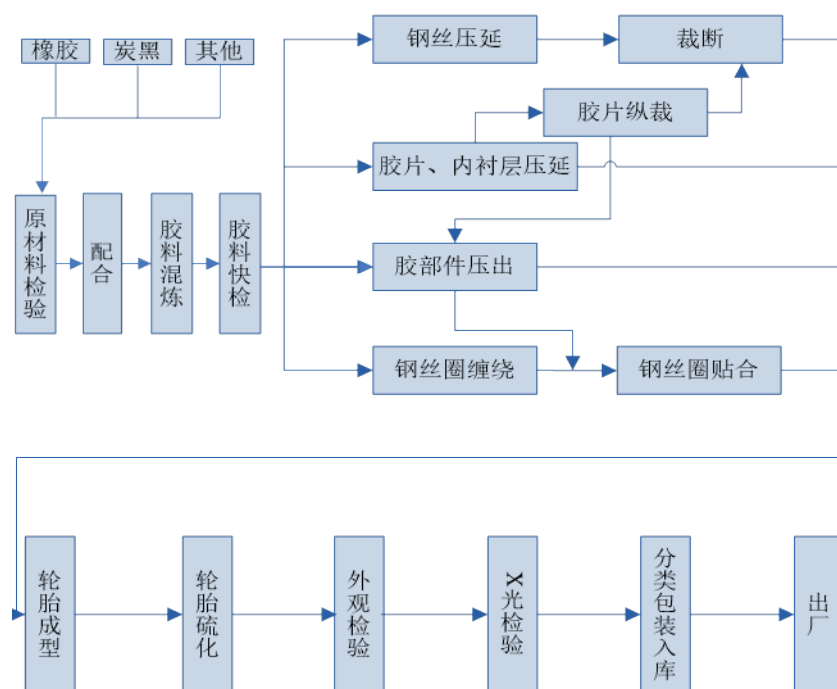 橡胶
炭黑
其他
钢丝压延
裁断
胶片纵裁
胶片、内衬层压延
原材料检验
配合
胶料混炼
胶料快检
胶部件压出
钢丝圈缠绕
钢丝圈贴合
轮胎成型
轮胎硫化
外观检验
X光检验
分类包装入库
出厂